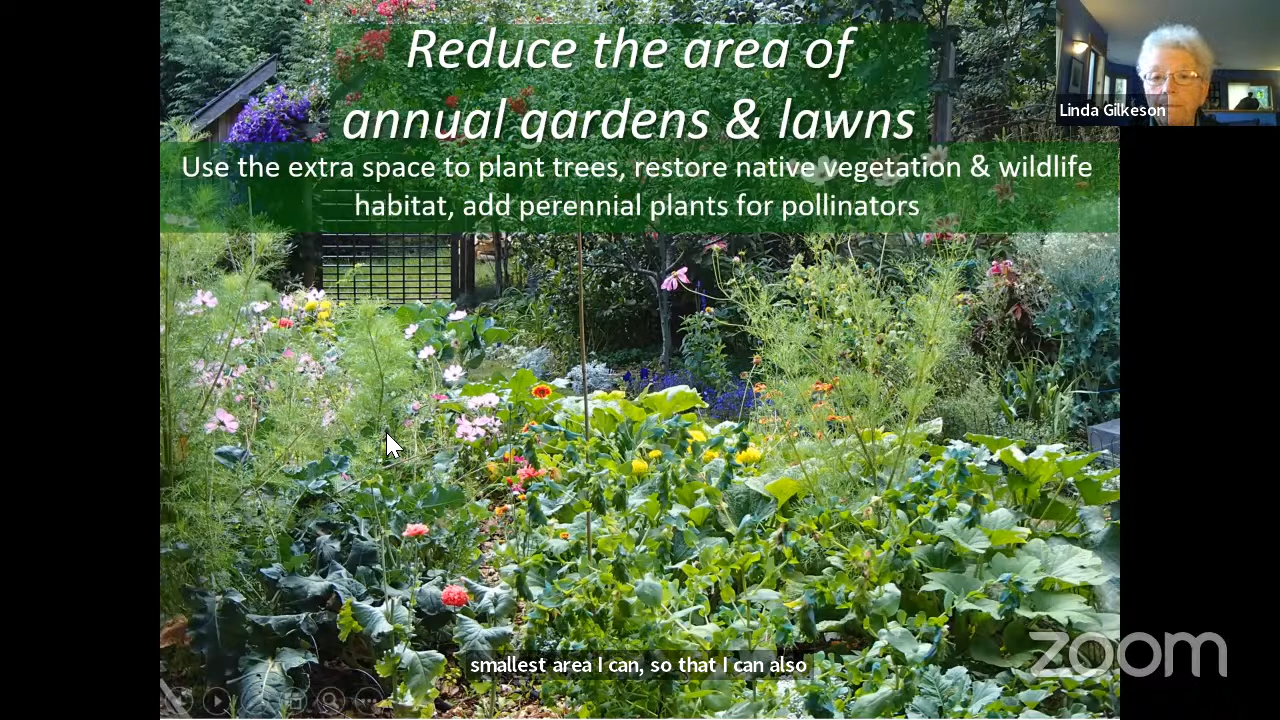 Reduce the area of
annual gardens & lawns
Use the extra space to plant trees, restore native vegetation & wildlife
habitat, add perennial plants for pollinators
Linda Gilkeson
smallest area I can, so that I can also
zoom